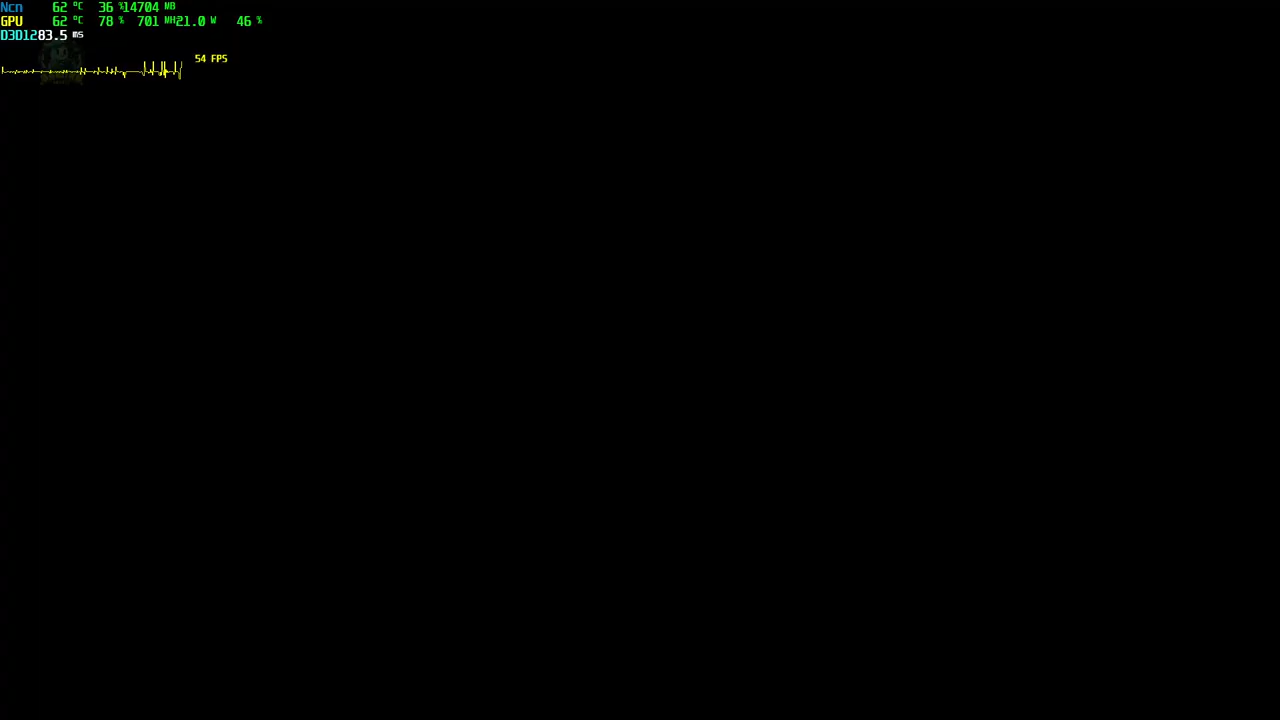 Ncn 62 °C 36 % 14704 MB
GPU 62 °C 78 % 701 MHz 21.0 W 46 %
D3D12 83.5 ms
54 FPS